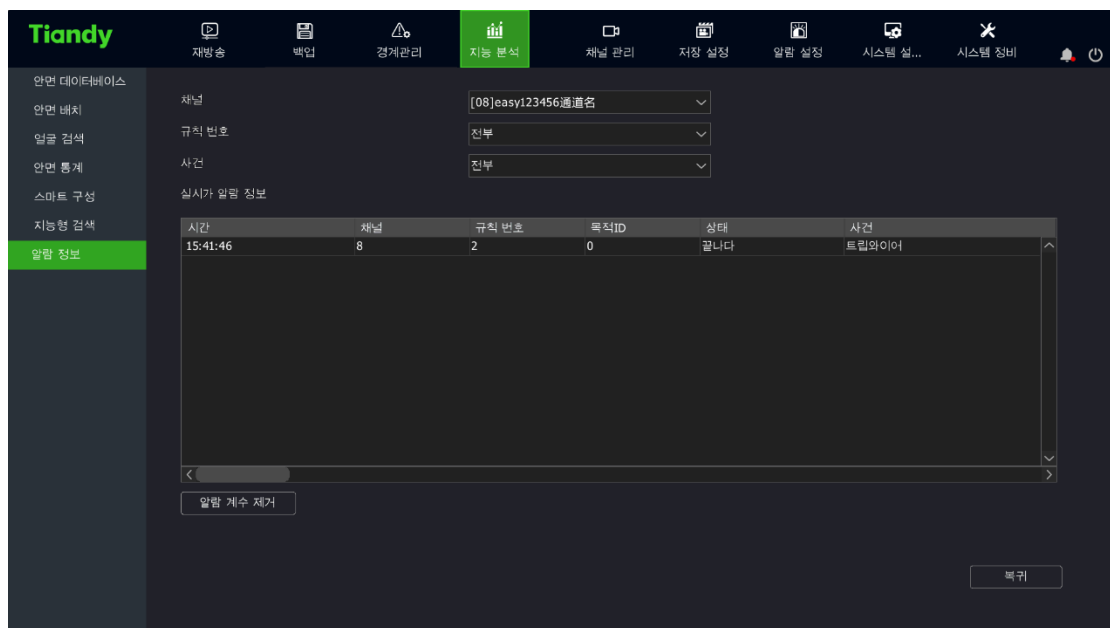 Tiandy
재방송 백업 경계관리 지능 분석 채널 관리 저장 설정 알람 설정 시스템 설... 시스템 정비
안면 데이터베이스
안면 배치
얼굴 검색
안면 통계
스마트 구성
지능형 검색
알람 정보
채널 [08]easy123456通道名
규칙 번호 전부
사건 전부
실시가 알람 정보
시간 채널 규칙 번호 목적ID 상태 사건
15:41:46 8 2 0 끝나다 트립와이어
알람 계수 제거
복귀